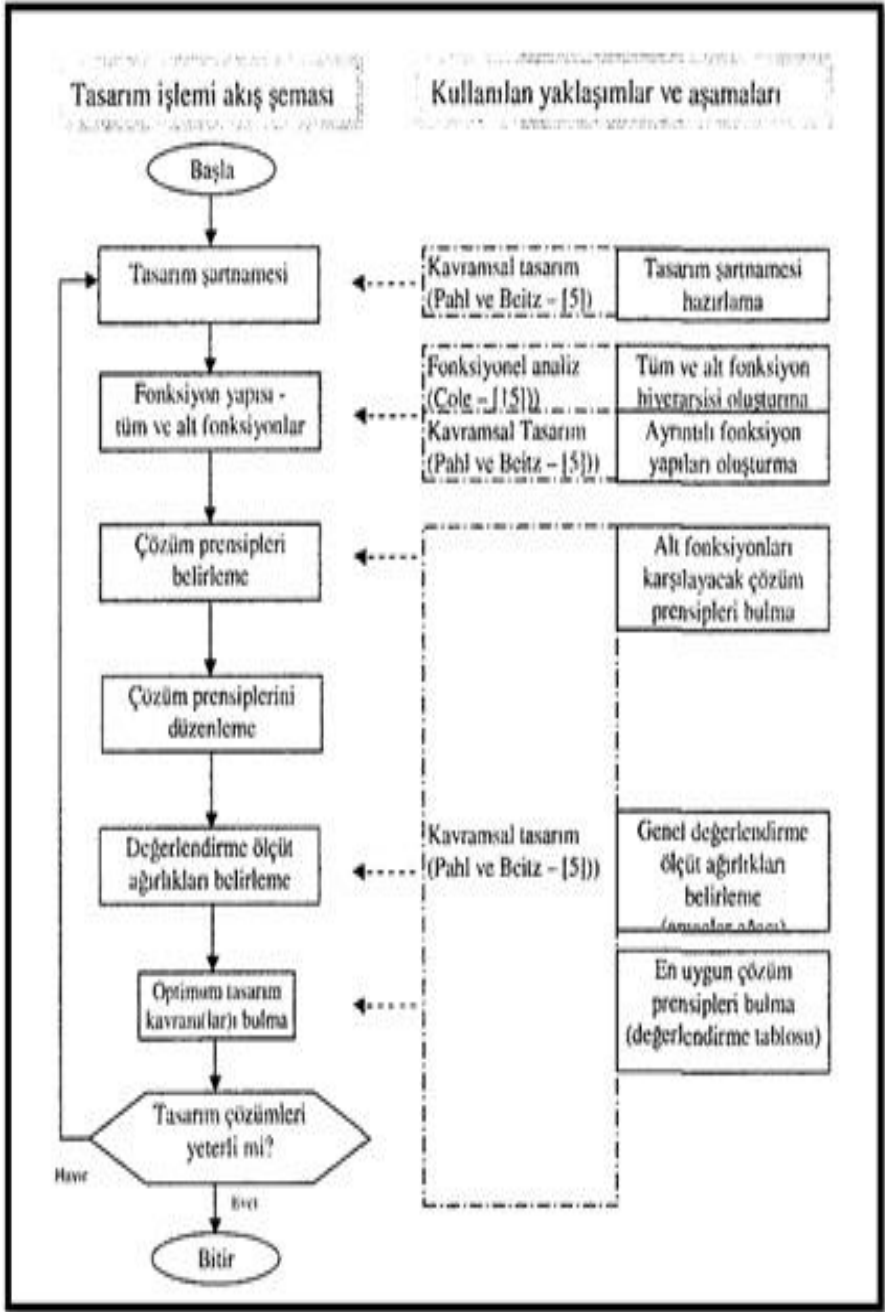 Tasarım işlemi akış şeması
Kullanılan yaklaşımlar ve aşamaları
Başla
Tasarım şartnamesi
Kavramsal tasarım
(Pahl ve Beitz – [5])
Tasarım şartnamesi
hazırlama
Fonksiyon yapısı -
tüm ve alt fonksiyonlar
Fonksiyonel analiz
(Cole – [15]))
Tüm ve alt fonksiyon
hiyerarşisi oluşturma
Kavramsal Tasarım
(Pahl ve Beitz – [5]))
Ayrıntılı fonksiyon
yapıları oluşturma
Çözüm prensipleri
belirleme
Alt fonksiyonları
karşılayacak çözüm
prensipleri bulma
Çözüm prensiplerini
düzenleme
Değerlendirme ölçüt
ağırlıkları belirleme
Kavramsal tasarım
(Pahl ve Beitz – [5]))
Genel değerlendirme
ölçüt ağırlıkları
belirleme
(amaçlar ağacı)
Optimum tasarım
kavramı(lar)ı bulma
En uygun çözüm
prensipleri bulma
(değerlendirme tablosu)
Tasarım çözümleri
yeterli mi?
Hayır
Evet
Bitir